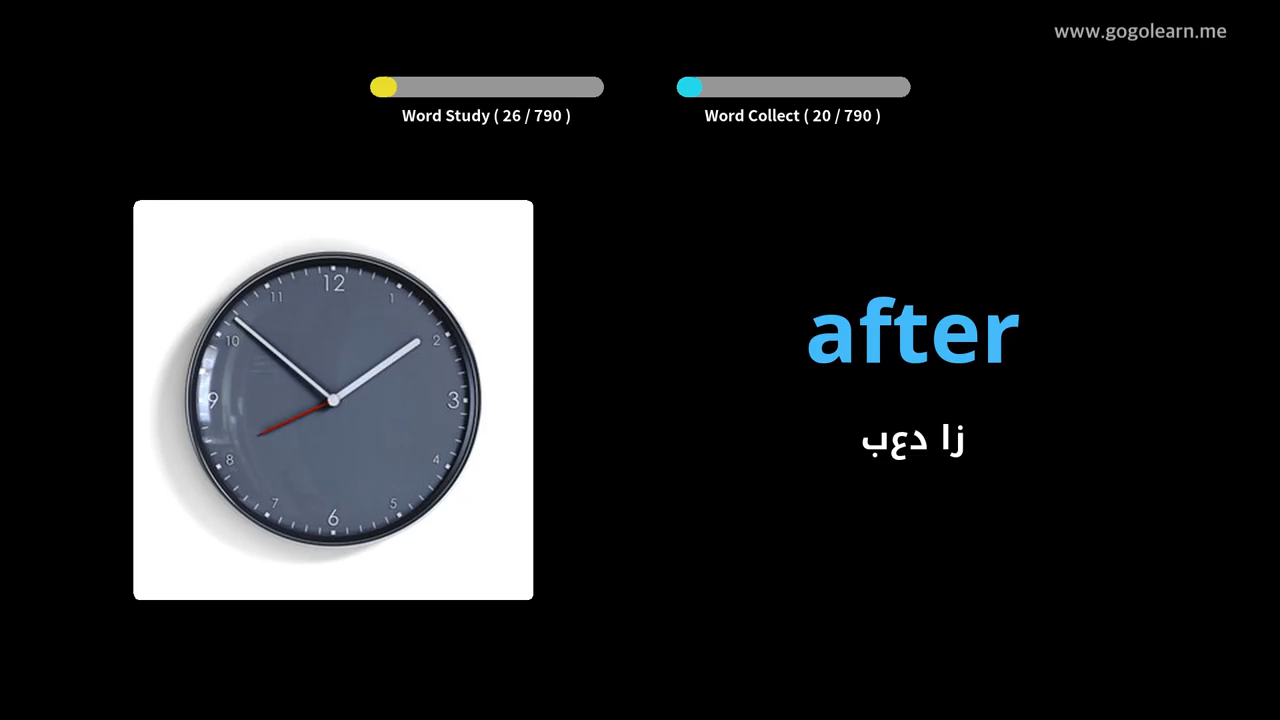 www.gogolearn.me
Word Study ( 26 / 790 )
Word Collect ( 20 / 790 )
12
11
1
10
2
9
3
8
4
7
5
6
after
زا دعب